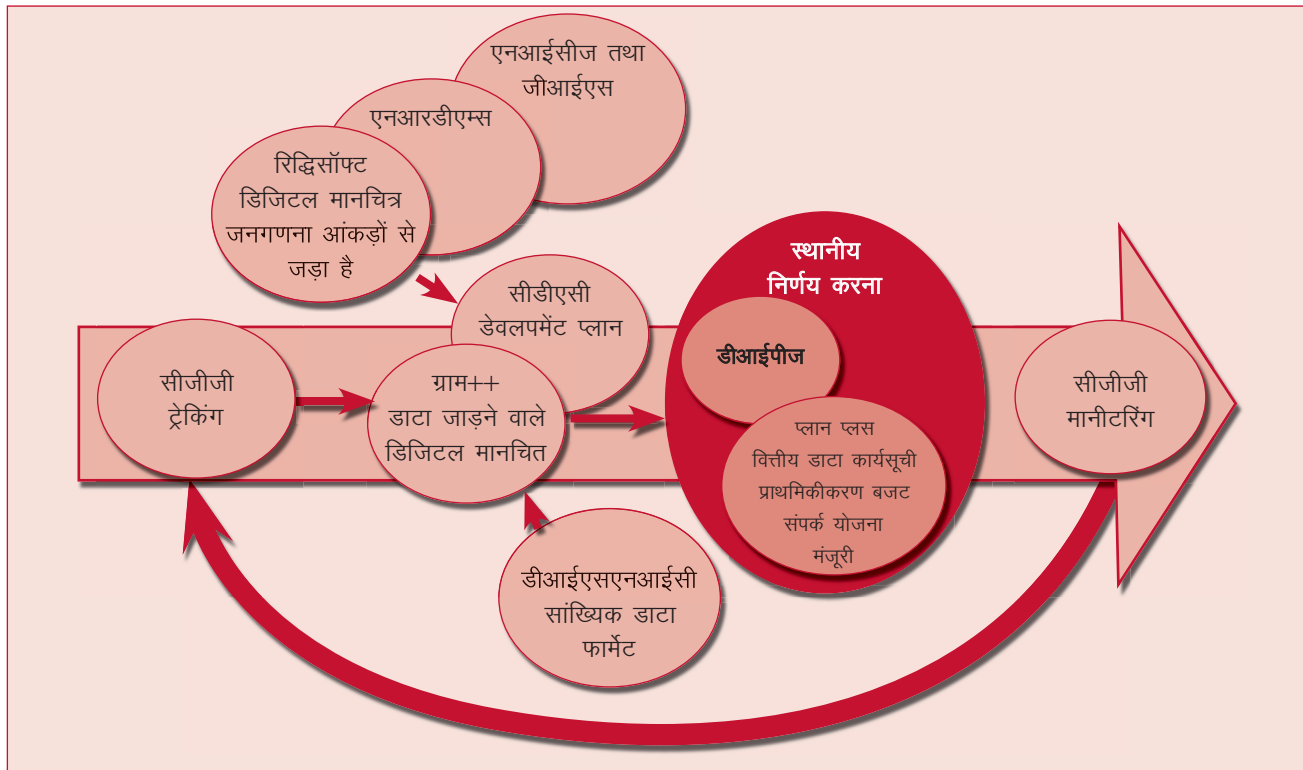 एनआईसीज तथा
जीआईएस
एनआरडीएम्स
रिद्धिसॉफ्ट
डिजिटल मानचित्र
जनगणना आंकड़ों से
जड़ा है
सीडीएसी
डेवलपमेंट प्लान
सीजीजी
ट्रेकिंग
ग्राम++
डाटा जाड़ने वाले
डिजिटल मानचित
स्थानीय
निर्णय करना
डीआईपीज
प्लान प्लस
वित्तीय डाटा कार्यसूची
प्राथमिकीकरण बजट
संपर्क योजना
मंजूरी
सीजीजी
मानीटरिंग
डीआईएसएनआईसी
सांख्यिक डाटा
फार्मेट